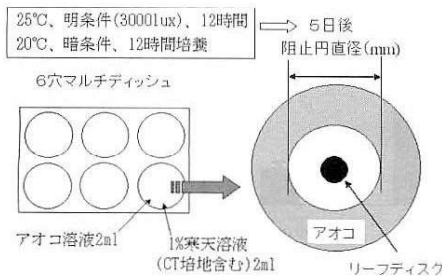 25℃、明条件(3000lux)、12時間
20℃、暗条件、12時間培養
5日後
阻止円直径(mm)
6穴マルチディッシュ
アオコ溶液2ml
1%寒天溶液
(CT培地含む)2ml
アオコ
リーフディスク